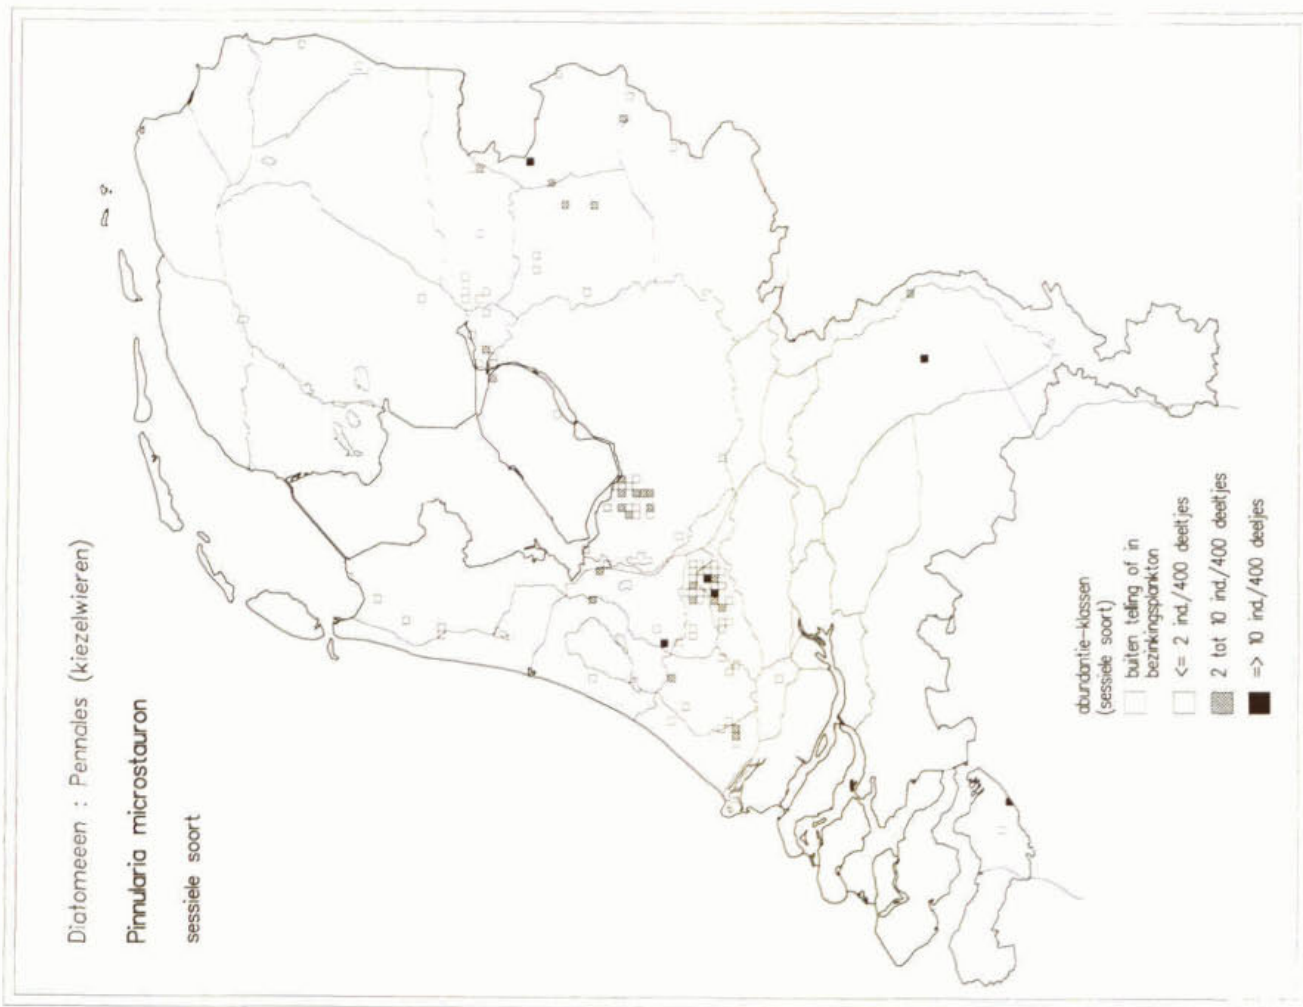 Diatomeeen : Pennales (kiezelwieren)
Pinnularia microstauron
sessiele soort
abundantie-klassen
(sessiele soort)
buiten telling of in
bezinkingsplankton
<= 2 ind./400 deeltjes
2 tot 10 ind./400 deeltjes
=> 10 ind./400 deeljes